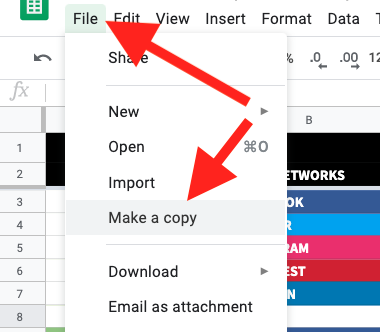 File Edit View Insert Format Data
Share
% .0 .00
fx
New
B
Open ⌘O
1
2 ETWORKS
Import
3 OK
Make a copy
4 R
5 RAM
6 EST
Download
7 N
Email as attachment
8